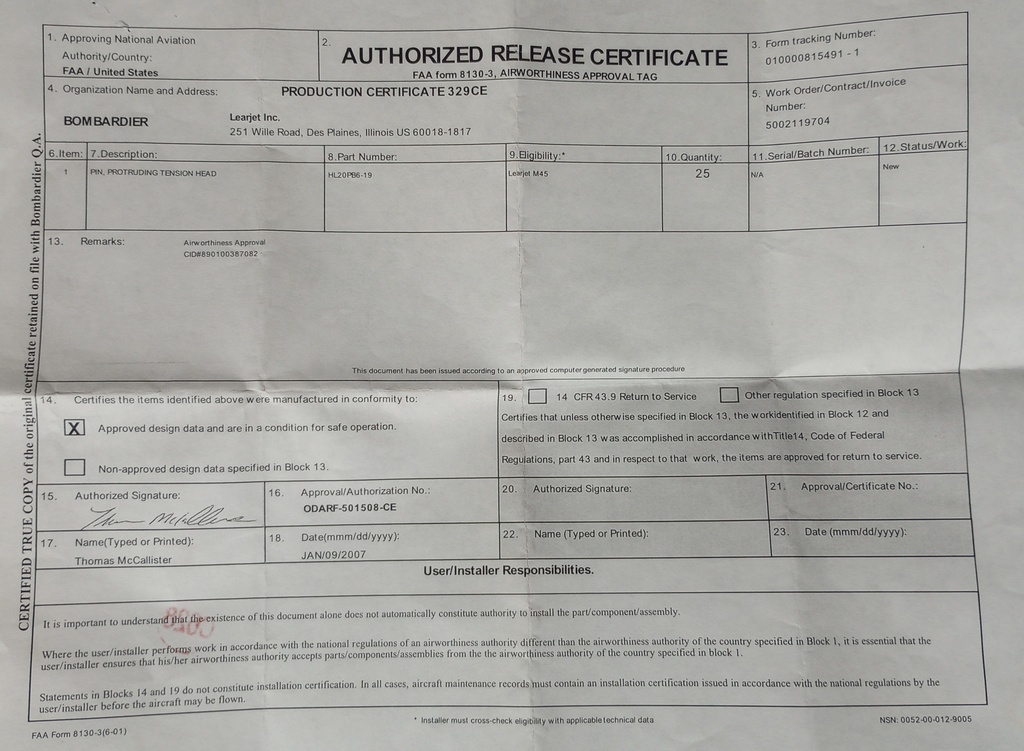 1. Approving National Aviation
Authority/Country:
FAA / United States
2.
AUTHORIZED RELEASE CERTIFICATE
FAA form 8130-3, AIRWORTHINESS APPROVAL TAG
3. Form tracking Number:
010000815491 - 1
4. Organization Name and Address:
PRODUCTION CERTIFICATE 329CE
BOMBARDIER
Learjet Inc.
251 Wille Road, Des Plaines, Illinois US 60018-1817
5. Work Order/Contract/Invoice
Number:
5002119704
6.Item: 7.Description: 8.Part Number: 9.Eligibility:* 10.Quantity: 11.Serial/Batch Number: 12.Status/Work:
1 PIN, PROTRUDING TENSION HEAD HL20PB6-19 Learjet M45 25 N/A New
13. Remarks:
Airworthiness Approval
CID#890100387082
This document has been issued according to an approved computer generated signature procedure
14. Certifies the items identified above were manufactured in conformity to:
X Approved design data and are in a condition for safe operation.
Non-approved design data specified in Block 13.
19. 14 CFR 43.9 Return to Service Other regulation specified in Block 13
Certifies that unless otherwise specified in Block 13, the workidentified in Block 12 and
described in Block 13 was accomplished in accordance withTitle14, Code of Federal
Regulations, part 43 and in respect to that work, the items are approved for return to service.
15. Authorized Signature:
Thomas McCallister
16. Approval/Authorization No.:
ODARF-501508-CE
20. Authorized Signature:
21. Approval/Certificate No.:
17. Name(Typed or Printed):
Thomas McCallister
18. Date(mmm/dd/yyyy):
JAN/09/2007
22. Name (Typed or Printed):
23. Date (mmm/dd/yyyy):
User/Installer Responsibilities.
It is important to understand that the existence of this document alone does not automatically constitute authority to install the part/component/assembly.
Where the user/installer performs work in accordance with the national regulations of an airworthiness authority different than the airworthiness authority of the country specified in Block 1, it is essential that the
user/installer ensures that his/her airworthiness authority accepts parts/components/assemblies from the the airworthiness authority of the country specified in block 1.
Statements in Blocks 14 and 19 do not constitute installation certification. In all cases, aircraft maintenance records must contain an installation certification issued in accordance with the national regulations by the
user/installer before the aircraft may be flown.
* Installer must cross-check eligibility with applicable technical data
NSN: 0052-00-012-9005
FAA Form 8130-3(6-01)
CERTIFIED TRUE COPY of the original certificate retained on file with Bombardier Q.A.